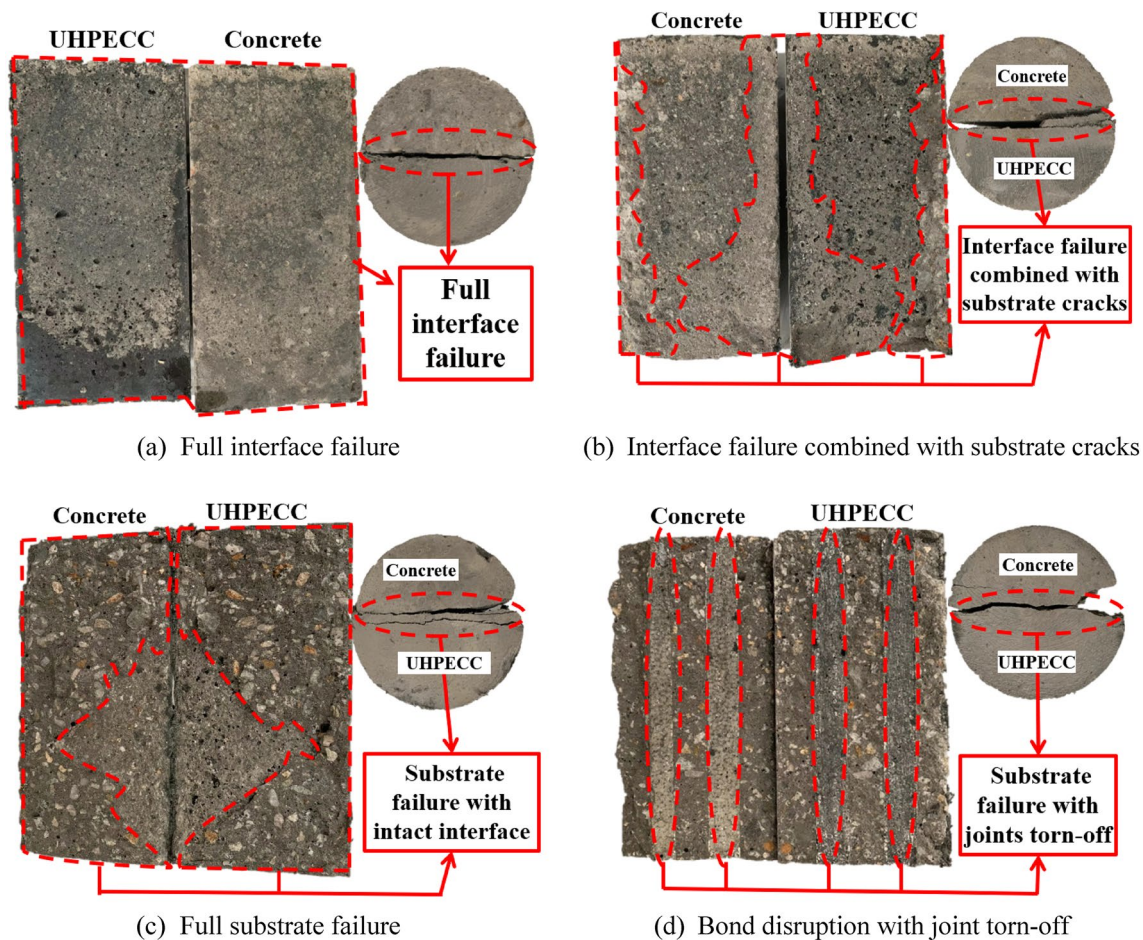 UHPECC Concrete
Full
interface
failure
(a) Full interface failure
Concrete UHPECC
Concrete
UHPECC
Interface failure
combined with
substrate cracks
(b) Interface failure combined with substrate cracks
Concrete UHPECC
Concrete
UHPECC
Substrate
failure with
intact interface
(c) Full substrate failure
Concrete UHPECC
Concrete
UHPECC
Substrate
failure with
joints torn-off
(d) Bond disruption with joint torn-off